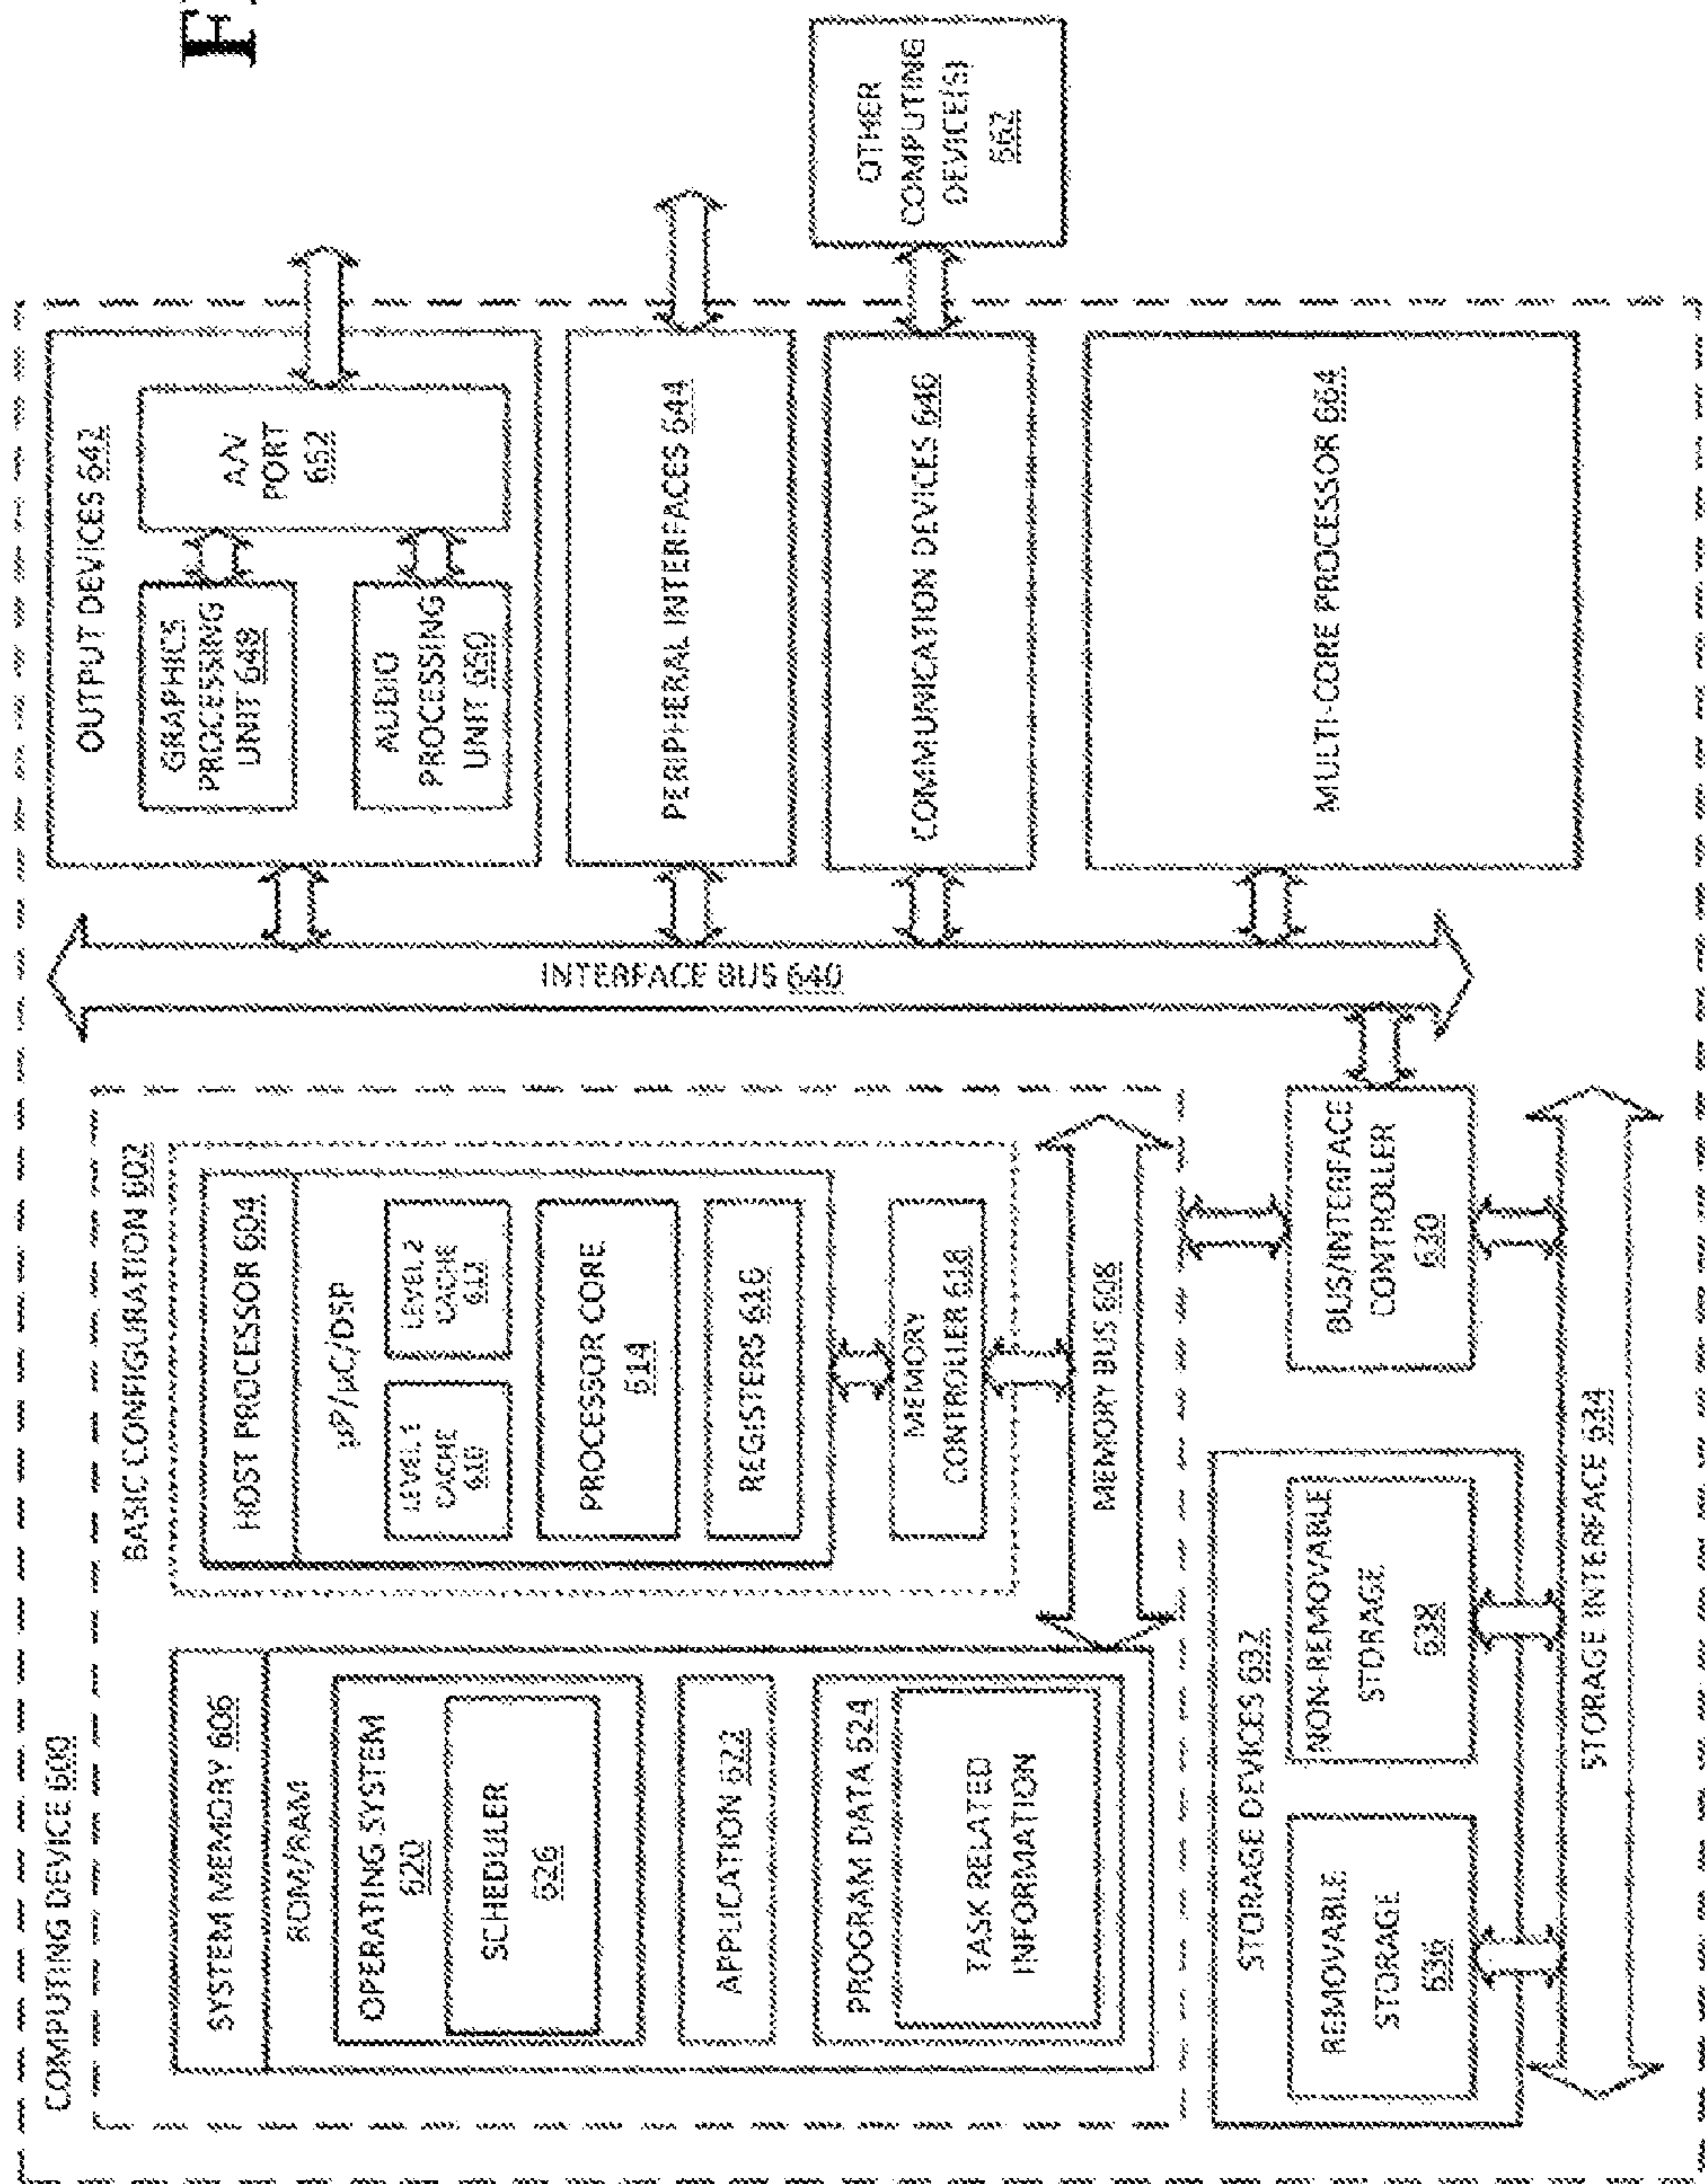 COMPUTING DEVICE 600
BASIC CONFIGURATION 602
SYSTEM MEMORY 606
ROM/RAM
OPERATING SYSTEM
620
SCHEDULER
626
APPLICATION 622
PROGRAM DATA 624
TASK RELATED
INFORMATION
HOST PROCESSOR 604
µP/µC/DSP
LEVEL 1
CACHE
610
LEVEL 2
CACHE
612
PROCESSOR CORE
614
REGISTERS 616
MEMORY
CONTROLLER 618
MEMORY BUS 608
STORAGE DEVICES 632
REMOVABLE
STORAGE
636
NON-REMOVABLE
STORAGE
638
BUS/INTERFACE
CONTROLLER
630
STORAGE INTERFACE 634
INTERFACE BUS 640
OUTPUT DEVICES 642
GRAPHICS
PROCESSING
UNIT 648
AUDIO
PROCESSING
UNIT 650
A/V
PORT
652
PERIPHERAL INTERFACES 644
COMMUNICATION DEVICES 646
MULTI-CORE PROCESSOR 664
OTHER
COMPUTING
DEVICE(S)
662